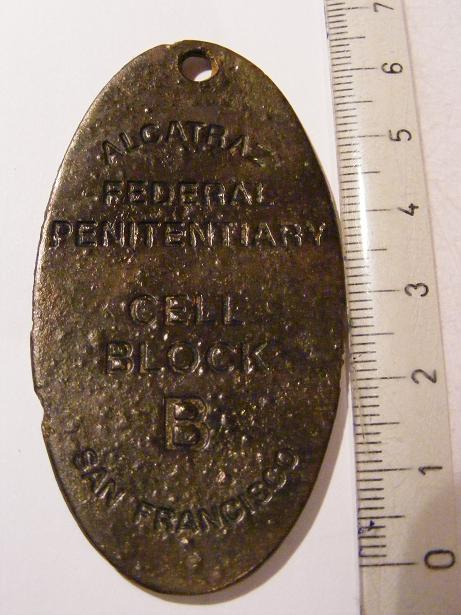 ALCATRAZ
FEDERAL
PENITENTIARY
CELL
BLOCK
B
SAN FRANCISCO
7
6
5
4
3
2
1
0